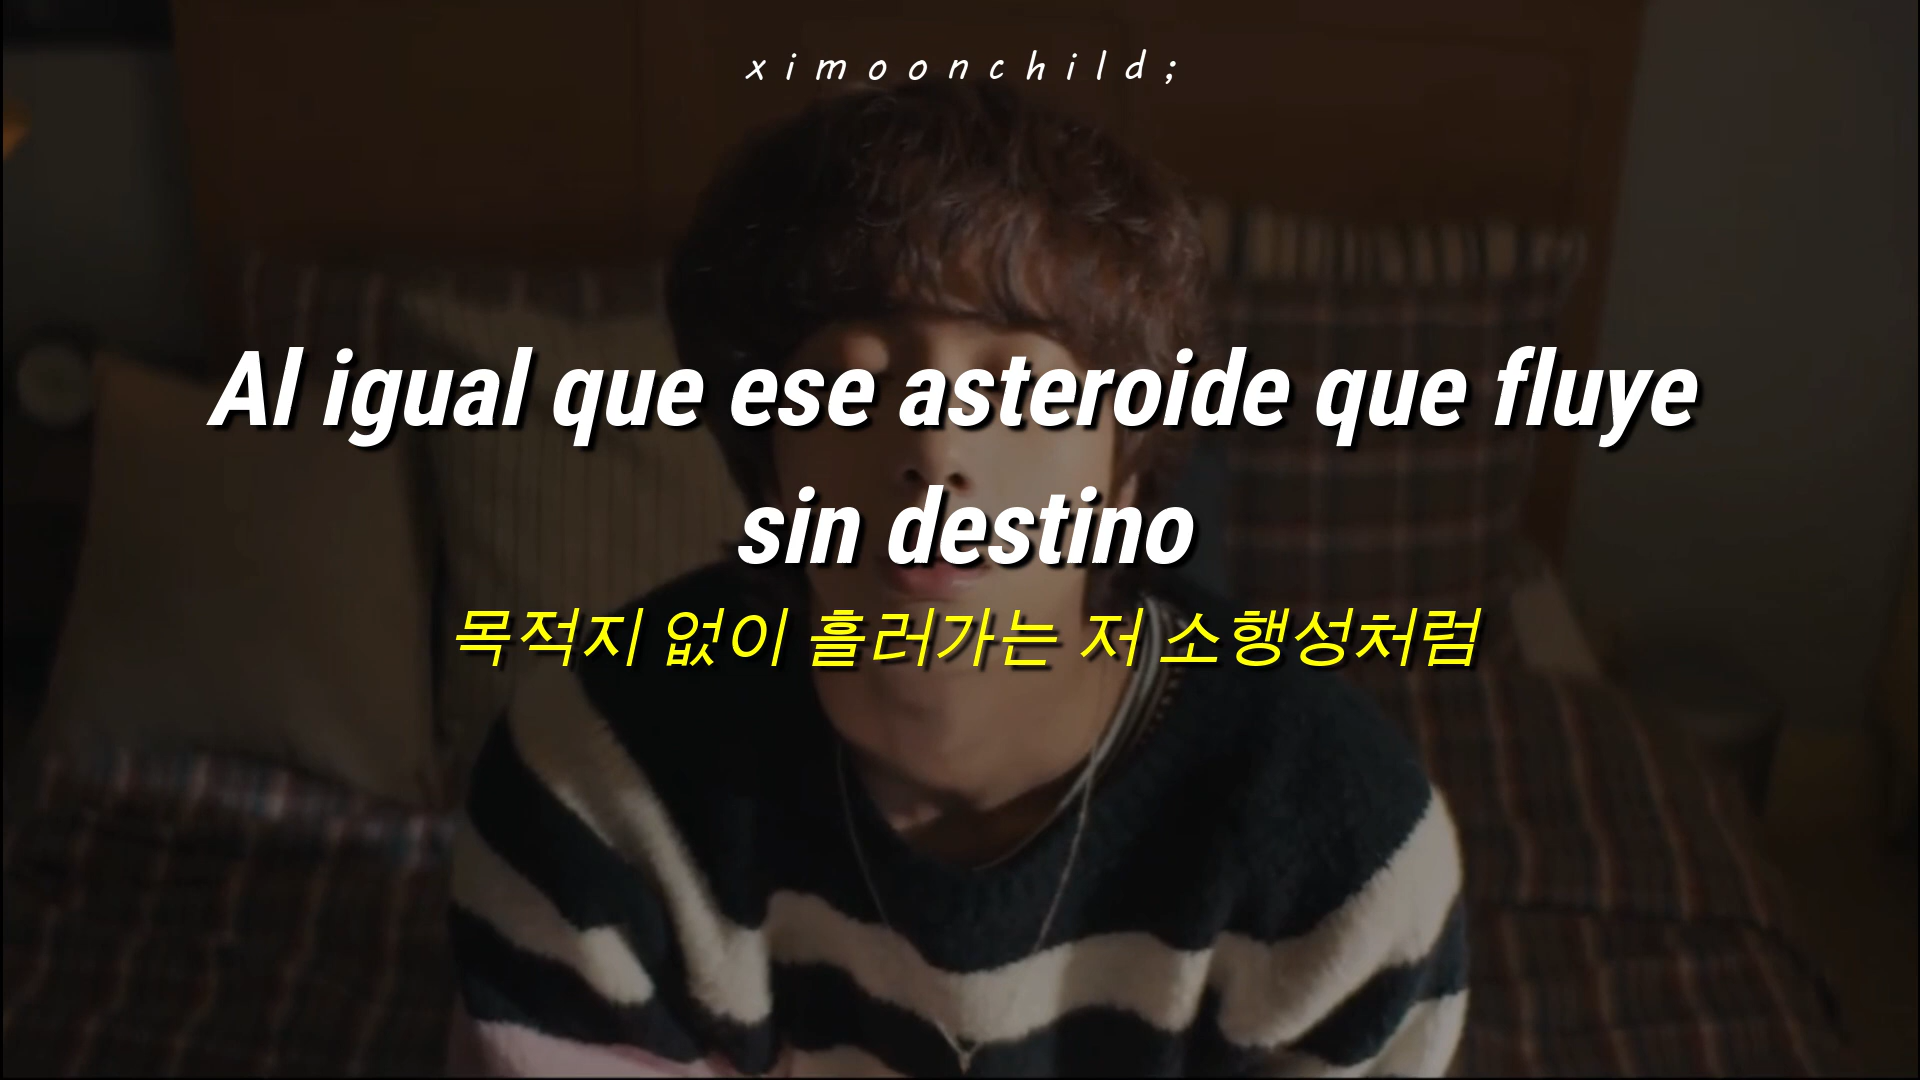 ximoonchild;
Al igual que ese asteroide que fluye
sin destino
목적지 없이 흘러가는 저 소행성처럼